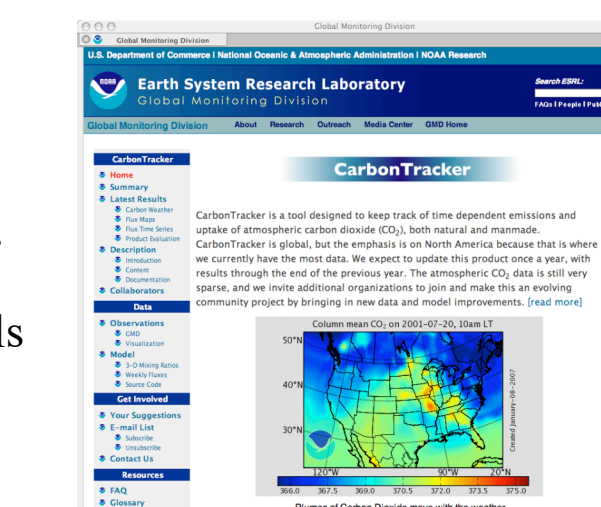 Global Monitoring Division
Global Monitoring Division
U.S. Department of Commerce | National Oceanic & Atmospheric Administration | NOAA Research
NOAA
Earth System Research Laboratory
Global Monitoring Division
Search ESRL:
FAQs | People | Publ
Global Monitoring Division About Research Outreach Media Center GMD Home
CarbonTracker
Home
Summary
Latest Results
Carbon Weather
Flux Maps
Flux Time Series
Product Evaluation
Description
Introduction
Content
Documentation
Collaborators
Data
Observations
GMD
Visualization
Model
3-D Mixing Ratios
Weekly Fluxes
Source Code
Get Involved
Your Suggestions
E-mail List
Subscribe
Unsubscribe
Contact Us
Resources
FAQ
Glossary
ls
CarbonTracker
CarbonTracker is a tool designed to keep track of time dependent emissions and
uptake of atmospheric carbon dioxide (CO2), both natural and manmade.
CarbonTracker is global, but the emphasis is on North America because that is where
we currently have the most data. We expect to update this product once a year, with
results through the end of the previous year. The atmospheric CO2 data is still very
sparse, and we invite additional organizations to join and make this an evolving
community project by bringing in new data and model improvements. [read more]
Column mean CO2 on 2001-07-20, 10am LT
50°N
40°N
30°N
120°W 90°W 20°N
Created January-08-2007
366.0 367.5 369.0 370.5 372.0 373.5 375.0
Plumes of Carbon Dioxide move with the weather